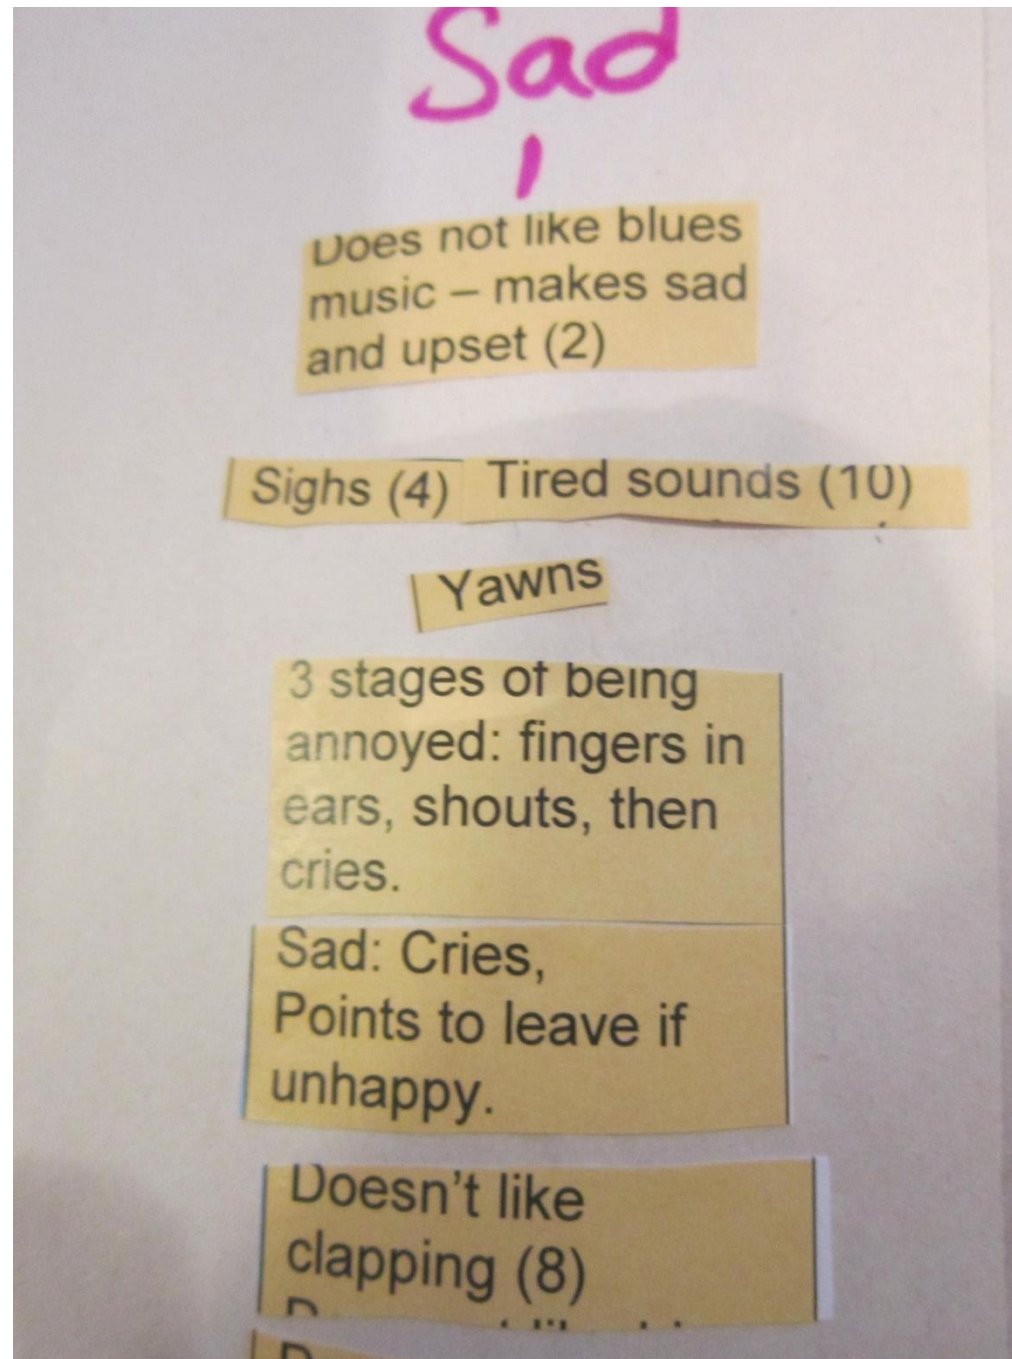 Sad
Does not like blues
music – makes sad
and upset (2)
Sighs (4) Tired sounds (10)
Yawns
3 stages of being
annoyed: fingers in
ears, shouts, then
cries.
Sad: Cries,
Points to leave if
unhappy.
Doesn't like
clapping (8)